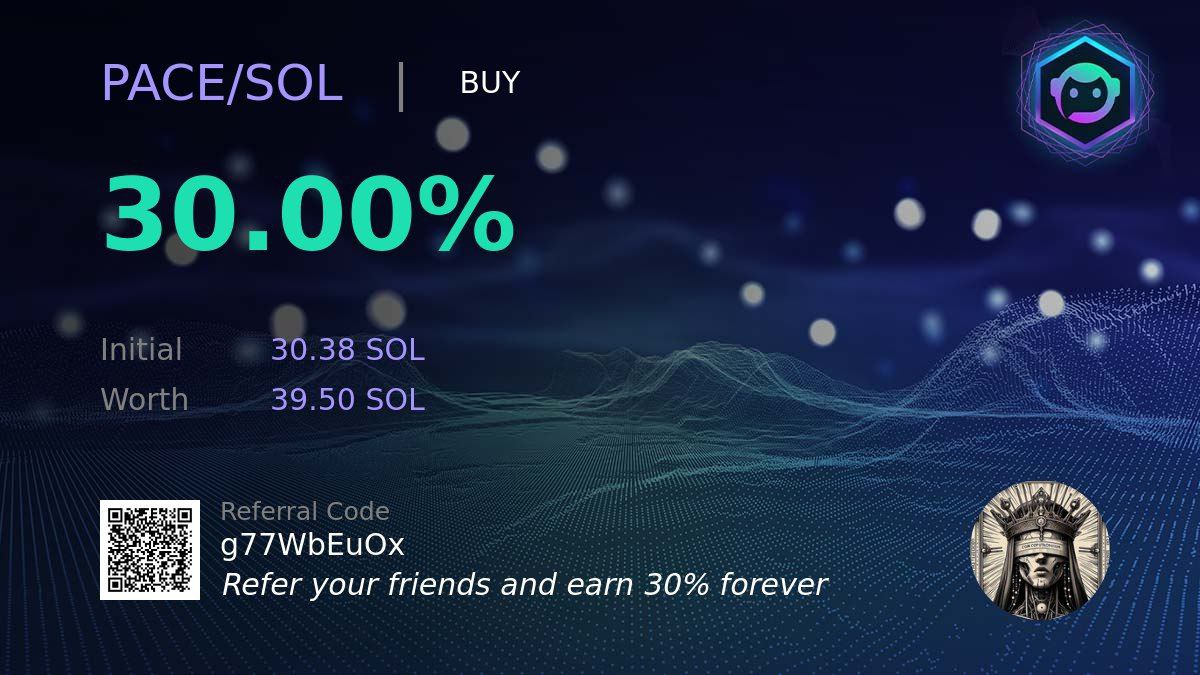 PACE/SOL | BUY
30.00%
Initial 30.38 SOL
Worth 39.50 SOL
Referral Code
g77WbEuOx
Refer your friends and earn 30% forever